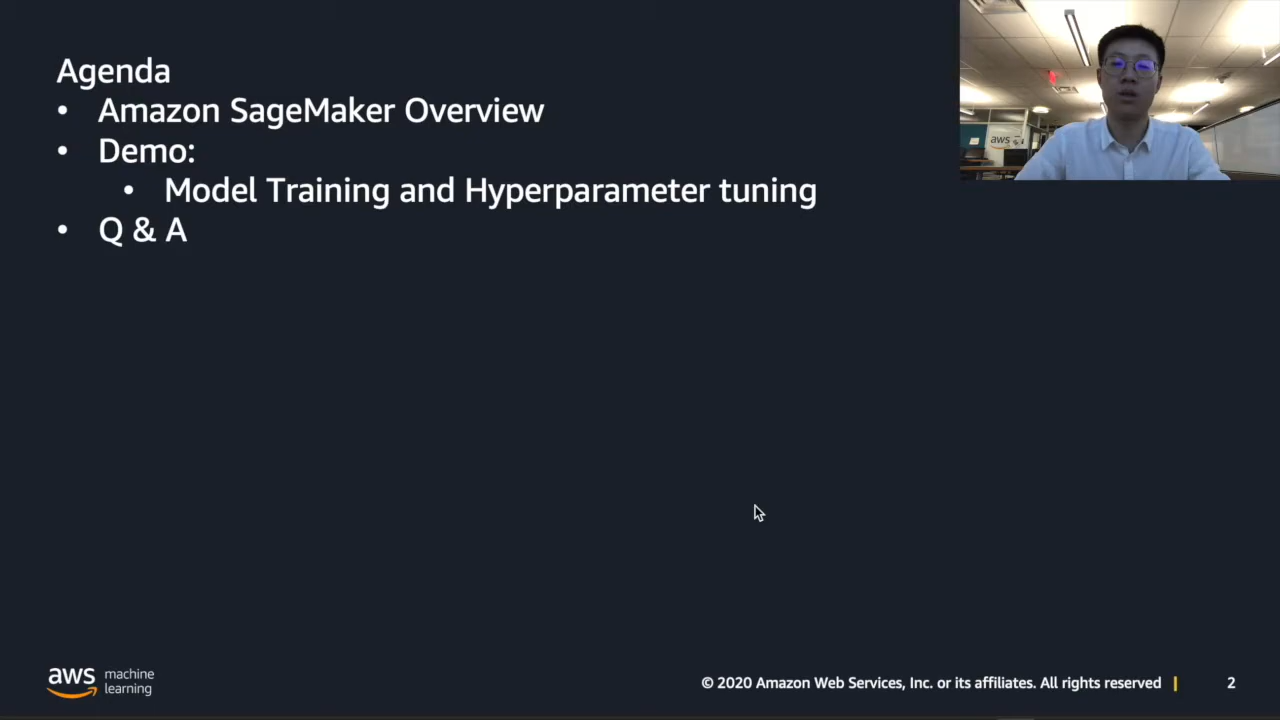 Agenda
• Amazon SageMaker Overview
• Demo:
• Model Training and Hyperparameter tuning
• Q & A
aws
aws machine
learning
© 2020 Amazon Web Services, Inc. or its affiliates. All rights reserved | 2